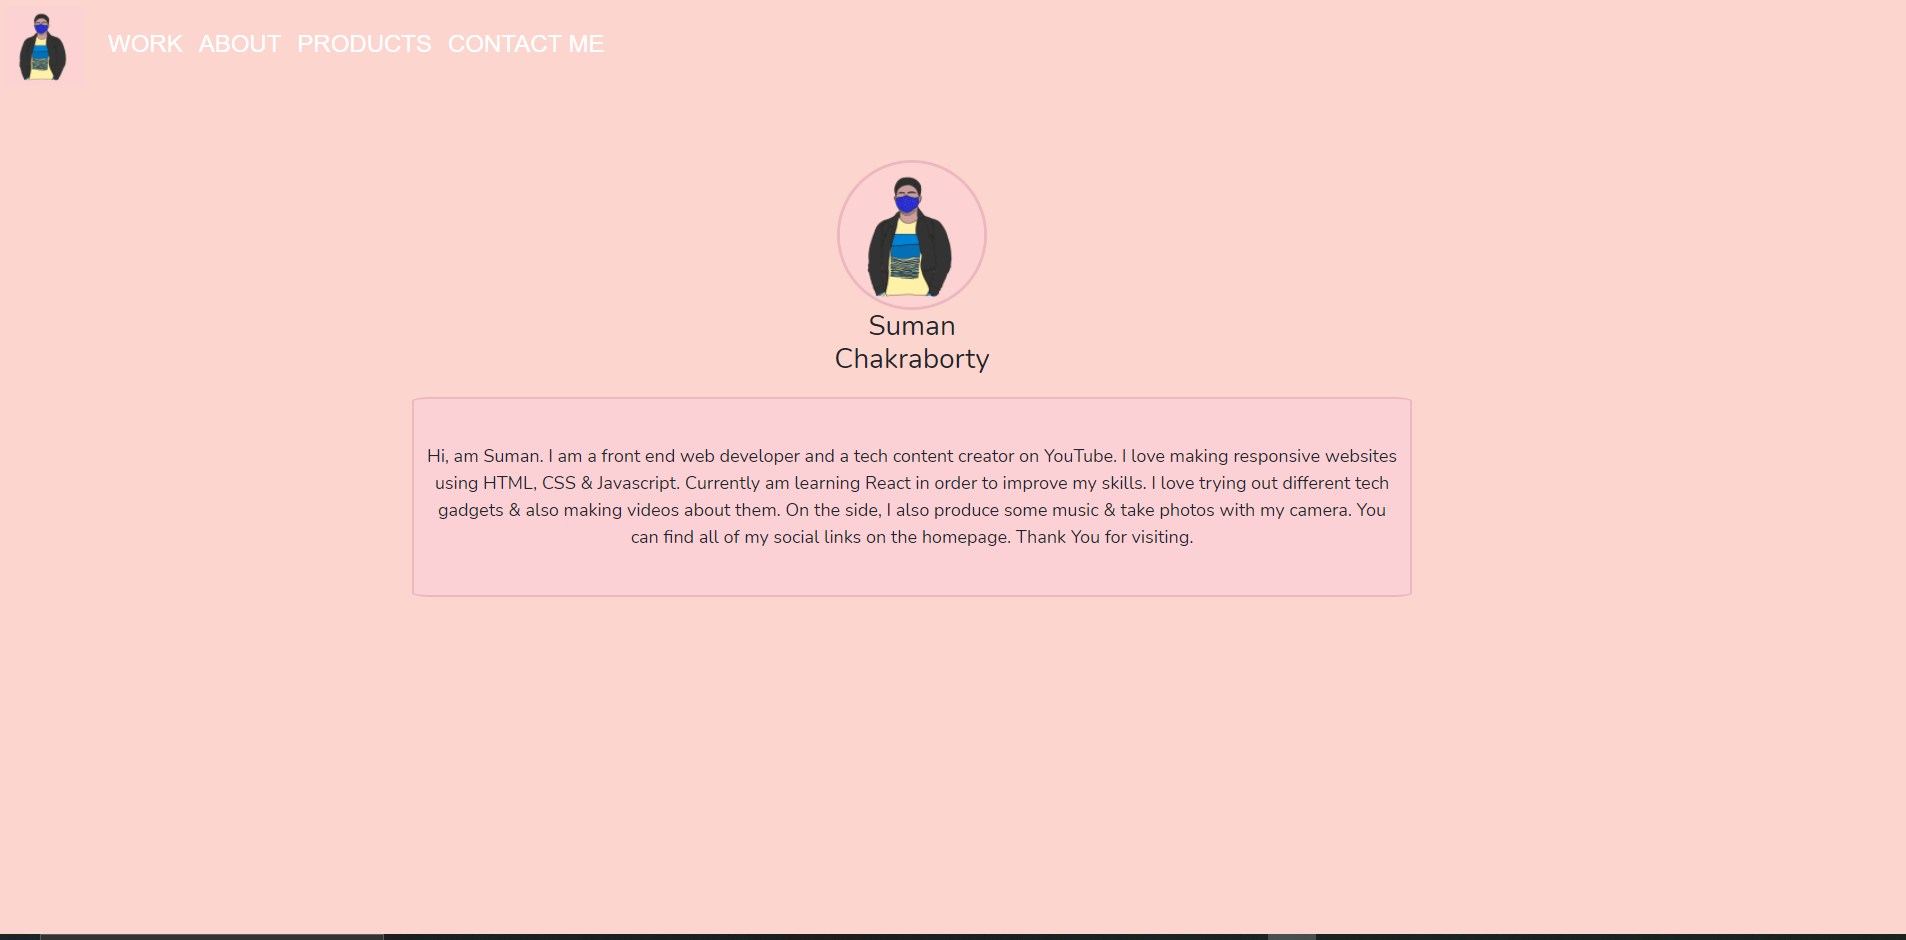 WORK ABOUT PRODUCTS CONTACT ME
Suman
Chakraborty
Hi, am Suman. I am a front end web developer and a tech content creator on YouTube. I love making responsive websites
using HTML, CSS & Javascript. Currently am learning React in order to improve my skills. I love trying out different tech
gadgets & also making videos about them. On the side, I also produce some music & take photos with my camera. You
can find all of my social links on the homepage. Thank You for visiting.